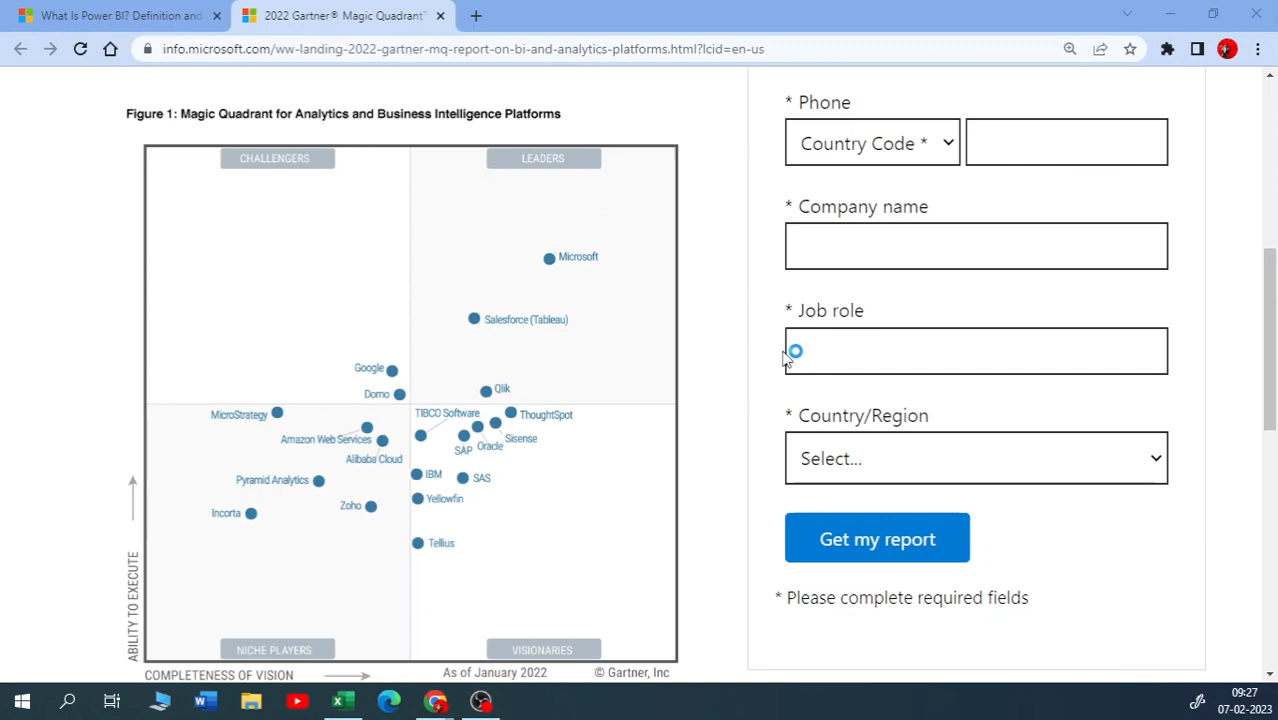 What Is Power BI? Definition and
2022 Gartner® Magic Quadrant™
info.microsoft.com/ww-landing-2022-gartner-mq-report-on-bi-and-analytics-platforms.html?lcid=en-us
Figure 1: Magic Quadrant for Analytics and Business Intelligence Platforms
CHALLENGERS
LEADERS
Microsoft
Salesforce (Tableau)
Google
Domo
Qlik
MicroStrategy
TIBCO Software
ThoughtSpot
Amazon Web Services
Sisense
Oracle
SAP
Alibaba Cloud
IBM
SAS
Pyramid Analytics
Yellowfin
Zoho
Incorta
Tellius
ABILITY TO EXECUTE
NICHE PLAYERS
VISIONARIES
COMPLETENESS OF VISION
As of January 2022
© Gartner, Inc
* Phone
Country Code *
* Company name
* Job role
* Country/Region
Select...
Get my report
* Please complete required fields
09:27
07-02-2023